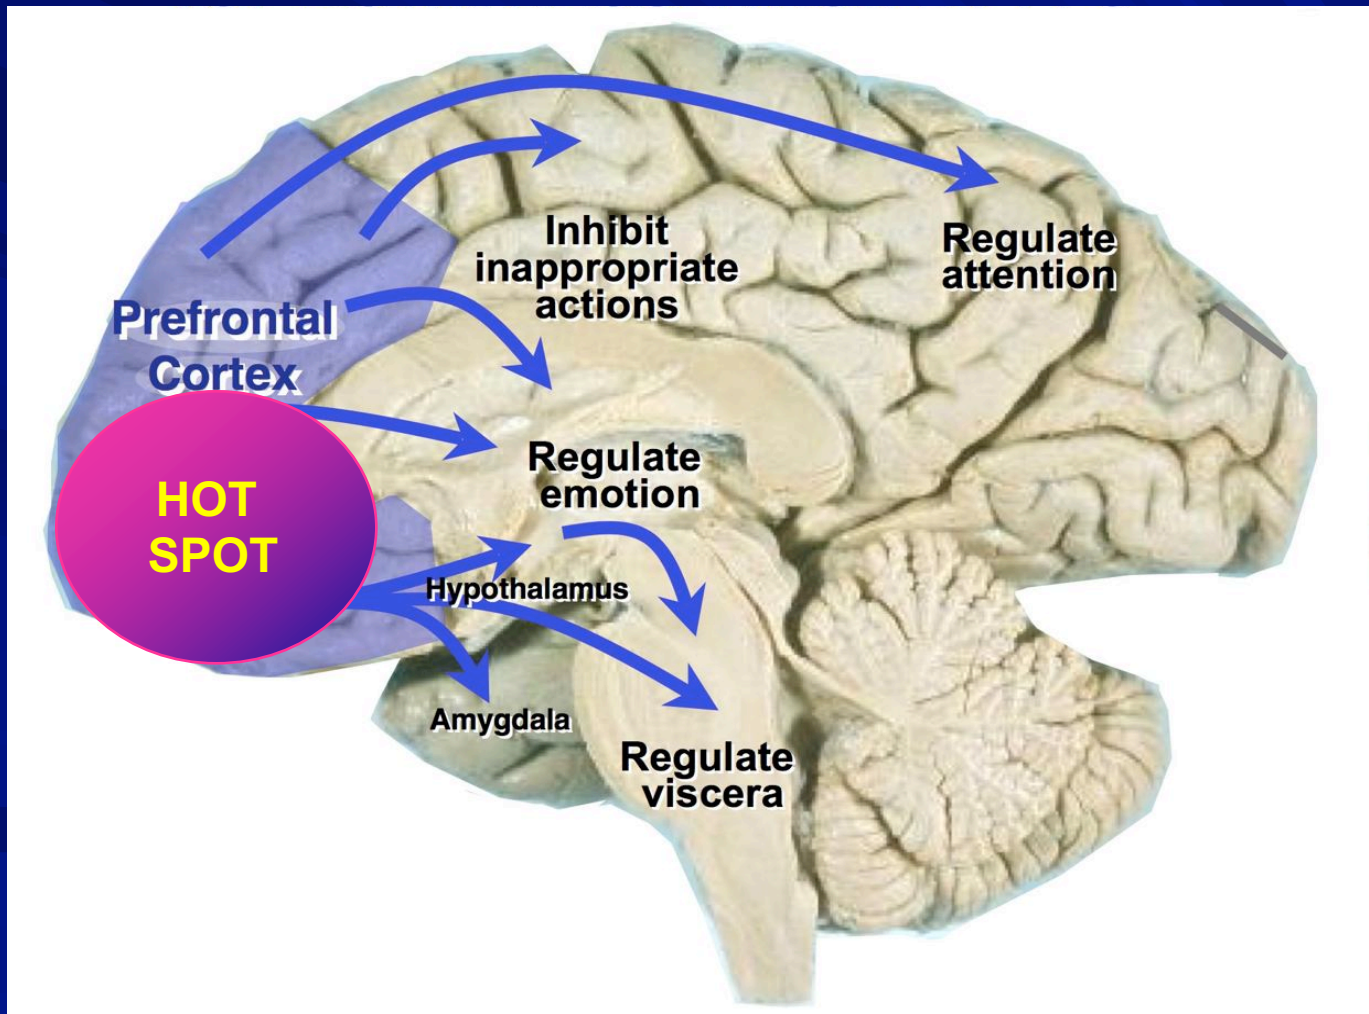 Inhibit
inappropriate
actions
Regulate
attention
Prefrontal
Cortex
HOT
SPOT
Regulate
emotion
Hypothalamus
Amygdala
Regulate
viscera